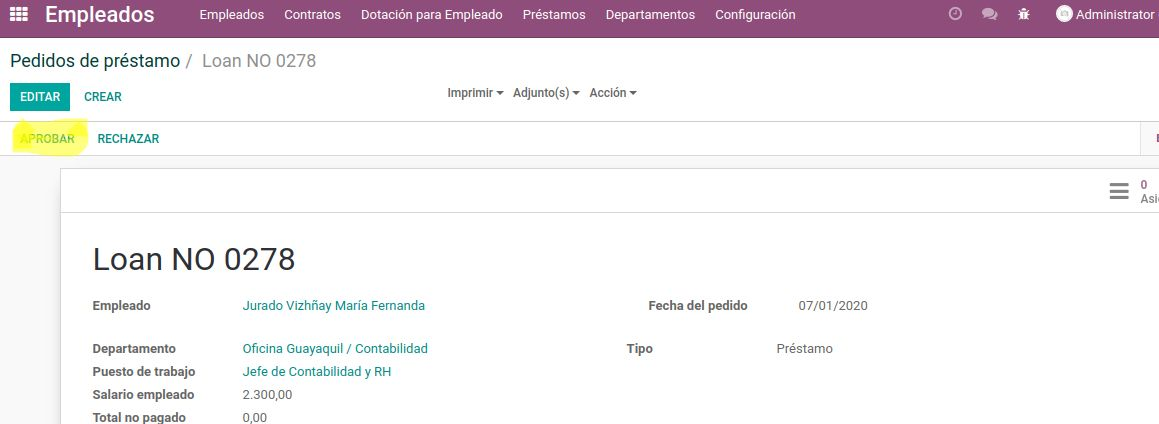 Empleados Empleados Contratos Dotación para Empleado Préstamos Departamentos Configuración Administrator
Pedidos de préstamo / Loan NO 0278
EDITAR CREAR Imprimir Adjunto(s) Acción
APROBAR RECHAZAR
0
Asi
Loan NO 0278
Empleado Jurado Vizhñay María Fernanda Fecha del pedido 07/01/2020
Departamento Oficina Guayaquil / Contabilidad Tipo Préstamo
Puesto de trabajo Jefe de Contabilidad y RH
Salario empleado 2.300,00
Total no pagado 0,00